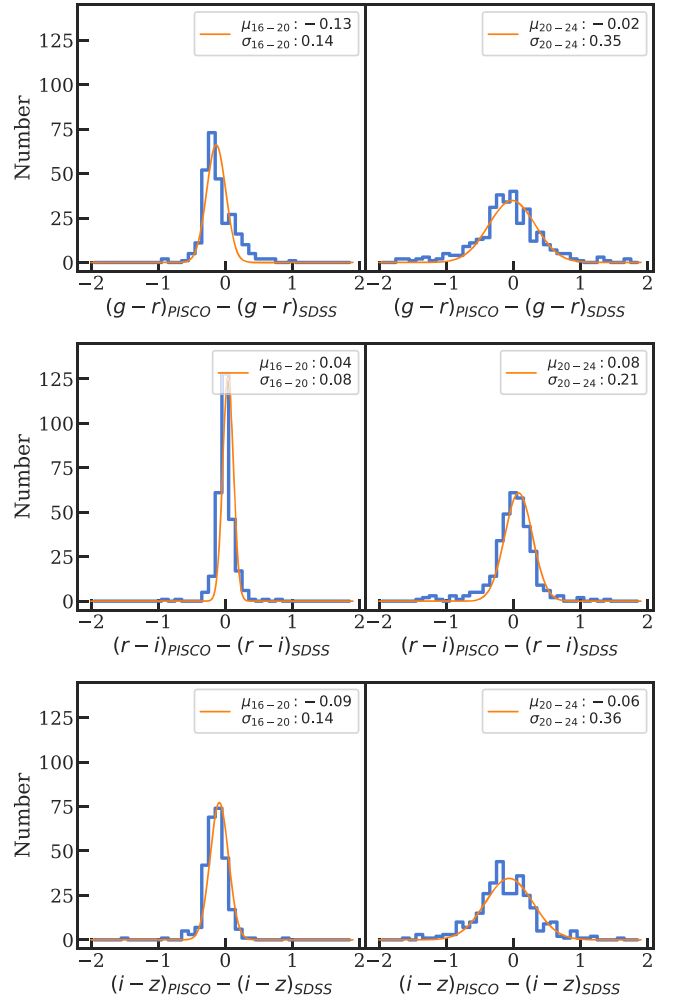 μ₁₆₋₂₀ : −0.13
σ₁₆₋₂₀ : 0.14
μ₂₀₋₂₄ : −0.02
σ₂₀₋₂₄ : 0.35
Number
125
100
75
50
25
0
−2 −1 0 1 2
−1 0 1 2
(g − r)PISCO − (g − r)SDSS
(g − r)PISCO − (g − r)SDSS
μ₁₆₋₂₀ : 0.04
σ₁₆₋₂₀ : 0.08
μ₂₀₋₂₄ : 0.08
σ₂₀₋₂₄ : 0.21
Number
125
100
75
50
25
0
−2 −1 0 1
−2 −1 0 1 2
(r − i)PISCO − (r − i)SDSS
(r − i)PISCO − (r − i)SDSS
μ₁₆₋₂₀ : −0.09
σ₁₆₋₂₀ : 0.14
μ₂₀₋₂₄ : −0.06
σ₂₀₋₂₄ : 0.36
Number
125
100
75
50
25
0
−2 −1 0 1
−2 −1 0 1 2
(i − z)PISCO − (i − z)SDSS
(i − z)PISCO − (i − z)SDSS